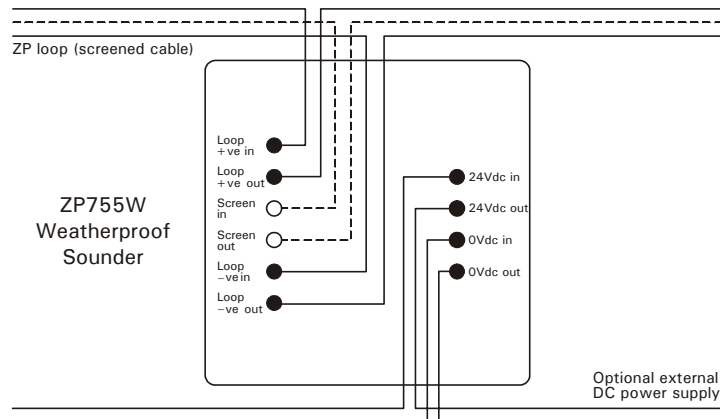 ZP loop (screened cable)
ZP755W
Weatherproof
Sounder
Loop
+ve in
Loop
+ve out
Screen
in
Screen
out
Loop
−ve in
Loop
−ve out
24Vdc in
24Vdc out
0Vdc in
0Vdc out
Optional external
DC power supply